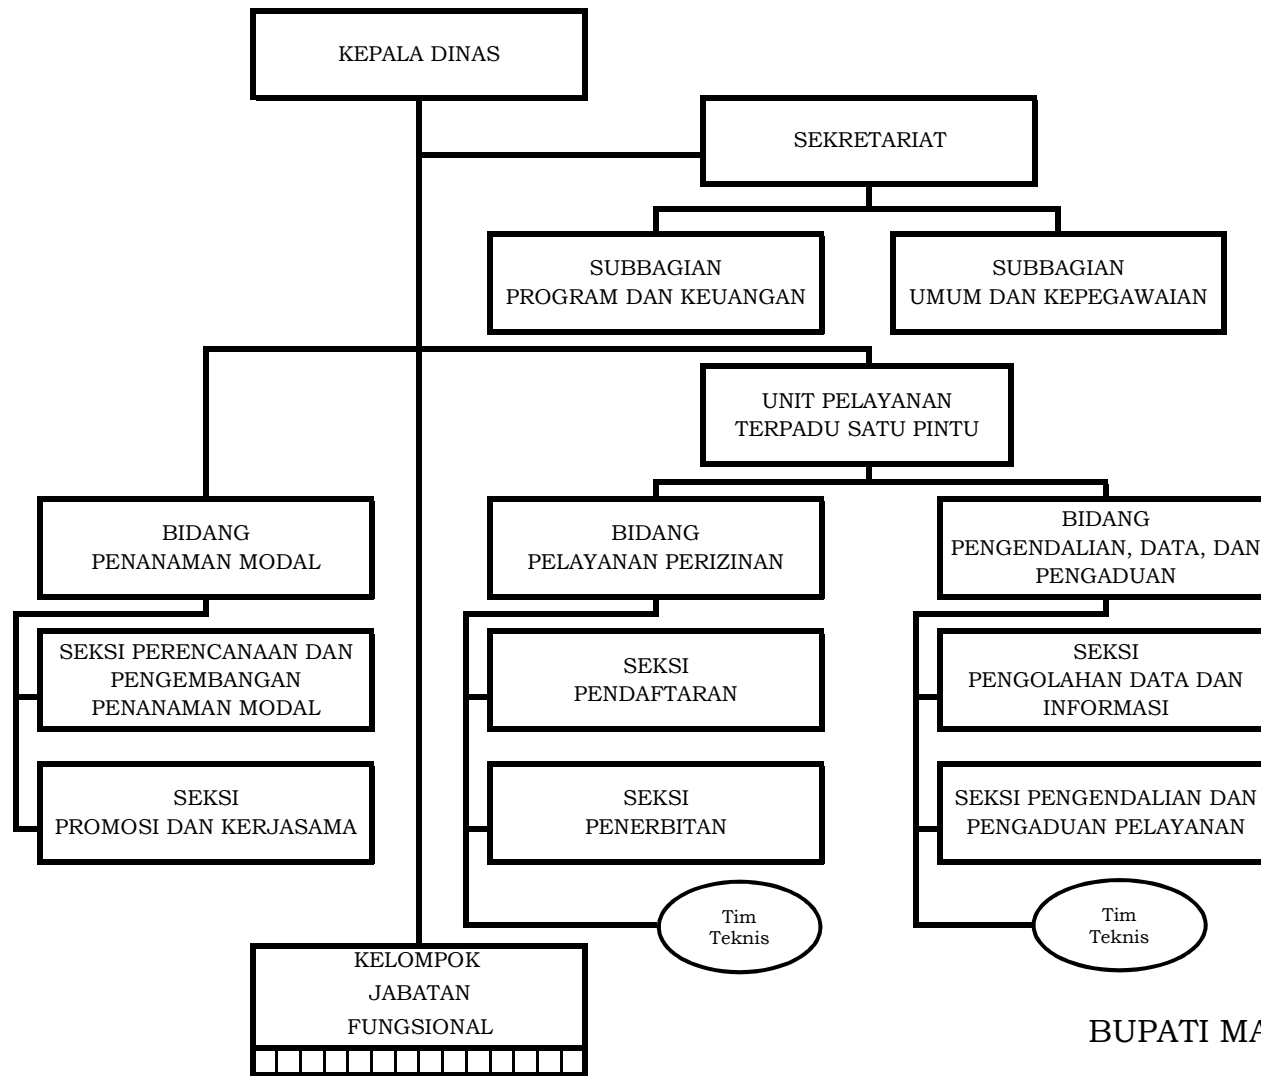 KEPALA DINAS
SEKRETARIAT
SUBBAGIAN
PROGRAM DAN KEUANGAN
SUBBAGIAN
UMUM DAN KEPEGAWAIAN
UNIT PELAYANAN
TERPADU SATU PINTU
BIDANG
PENANAMAN MODAL
BIDANG
PELAYANAN PERIZINAN
BIDANG
PENGENDALIAN, DATA, DAN
PENGADUAN
SEKSI PERENCANAAN DAN
PENGEMBANGAN
PENANAMAN MODAL
SEKSI
PENDAFTARAN
SEKSI
PENGOLAHAN DATA DAN
INFORMASI
SEKSI
PROMOSI DAN KERJASAMA
SEKSI
PENERBITAN
SEKSI PENGENDALIAN DAN
PENGADUAN PELAYANAN
Tim
Teknis
Tim
Teknis
KELOMPOK
JABATAN
FUNGSIONAL
BUPATI